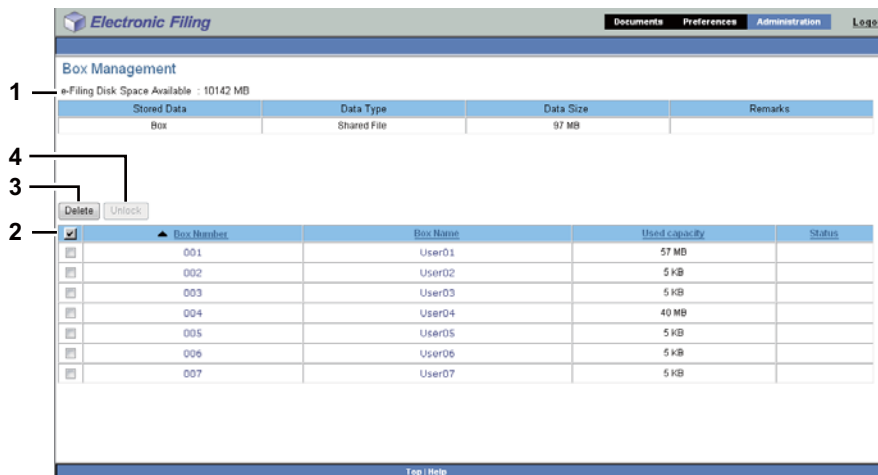 Electronic Filing
Documents Preferences Administration Logo
Box Management
1
e-Filing Disk Space Available : 10142 MB
Stored Data Data Type Data Size Remarks
Box Shared File 97 MB
4
3
Delete Unlock
2
Box Number Box Name Used capacity Status
001 User01 57 MB
002 User02 5 KB
003 User03 5 KB
004 User04 40 MB
005 User05 5 KB
006 User06 5 KB
007 User07 5 KB
Top | Help